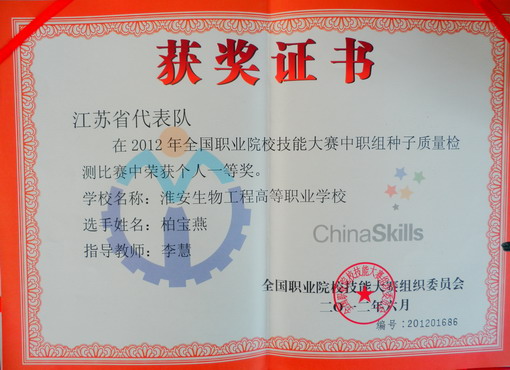 获奖证书
江苏省代表队
在2012年全国职业院校技能大赛中职组种子质量检
测比赛中荣获个人一等奖。
学校名称：淮安生物工程高等职业学校
选手姓名：柏宝燕
指导教师：李慧
ChinaSkills
全国职业院校技能大赛组织委员会
二〇一二年六月
编号：201201686